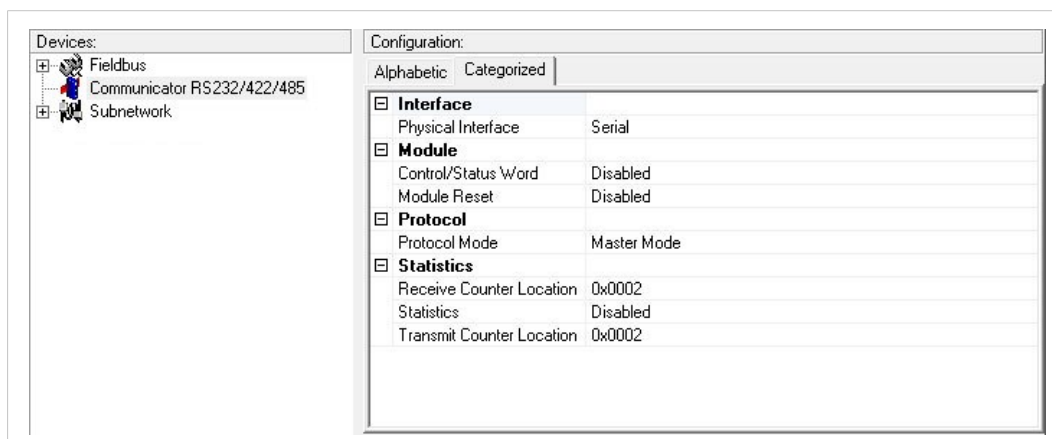 Devices:
Fieldbus
Communicator RS232/422/485
Subnetwork
Configuration:
Alphabetic Categorized
Interface
Physical Interface Serial
Module
Control/Status Word Disabled
Module Reset Disabled
Protocol
Protocol Mode Master Mode
Statistics
Receive Counter Location 0x0002
Statistics Disabled
Transmit Counter Location 0x0002